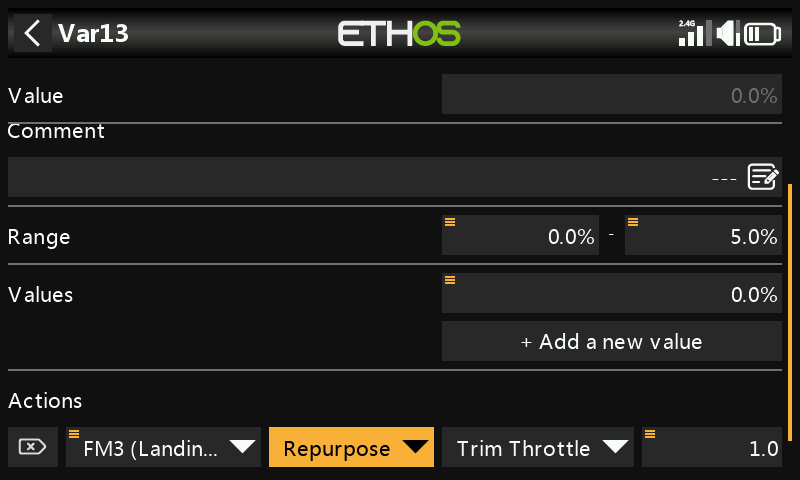 Var13 ETHOS 2.4G
Value 0.0%
Comment
---
Range 0.0% - 5.0%
Values 0.0%
+ Add a new value
Actions
FM3 (Landin... Repurpose Trim Throttle 1.0